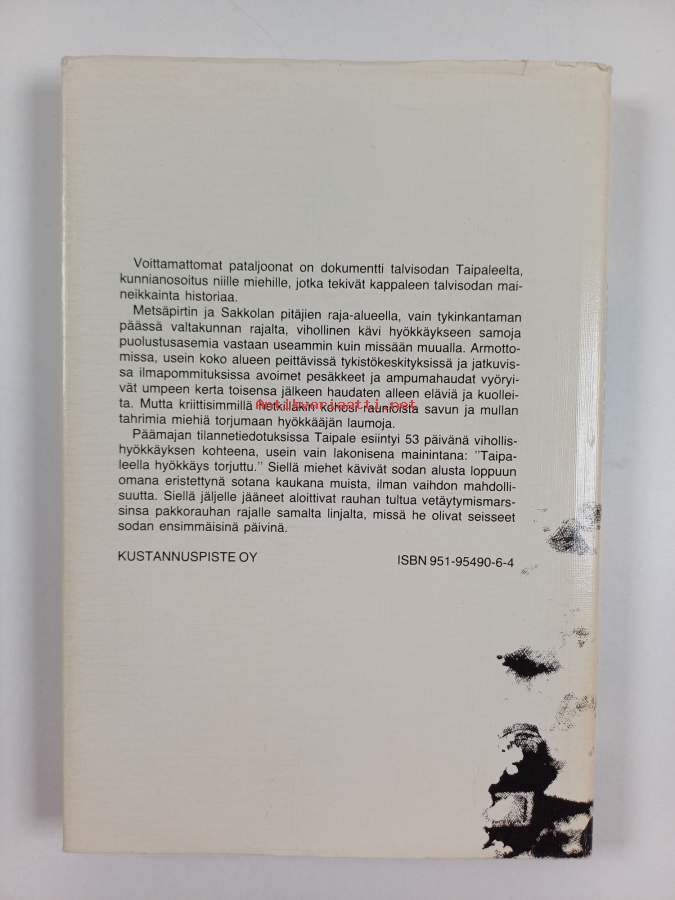 Voittamattomat pataljoonat on dokumentti talvisodan Taipaleelta,
kunnianosoitus niille miehille, jotka tekivät kappaleen talvisodan mai-
neikkainta historiaa.
Metsäpirtin ja Sakkolan pitäjien raja-alueella, vain tykinkantaman
päässä valtakunnan rajalta, vihollinen kävi hyökkäykseen samoja
puolustusasemia vastaan useammin kuin missään muualla. Armotto-
missa, usein koko alueen peittävissä tykistökeskityksissä ja jatkuvis-
sa ilmapommituksissa avoimet pesäkkeet ja ampumahaudat vyöryi-
vät umpeen kerta toisensa jälkeen haudaten alleen eläviä ja kuollei-
ta. Mutta kriittisimmillä hetkilläkin kohosi raunioista savun ja mullan
Antikvariaatti.net
tahrimia miehiä torjumaan hyökkääjän laumoja.
Päämajan tilannetiedotuksissa Taipale esiintyi 53 päivänä vihollis-
hyökkäyksen kohteena, usein vain lakonisena mainintana: "Taipa-
leella hyökkäys torjuttu." Siellä miehet kävivät sodan alusta loppuun
omana eristettynä sotana kaukana muista, ilman vaihdon mahdolli-
suutta. Siellä jäljelle jääneet aloittivat rauhan tultua vetäytymismars-
sinsa pakkorauhan rajalle samalta linjalta, missä he olivat seisseet
sodan ensimmäisinä päivinä.
KUSTANNUSPISTE OY
ISBN 951-95490-6-4